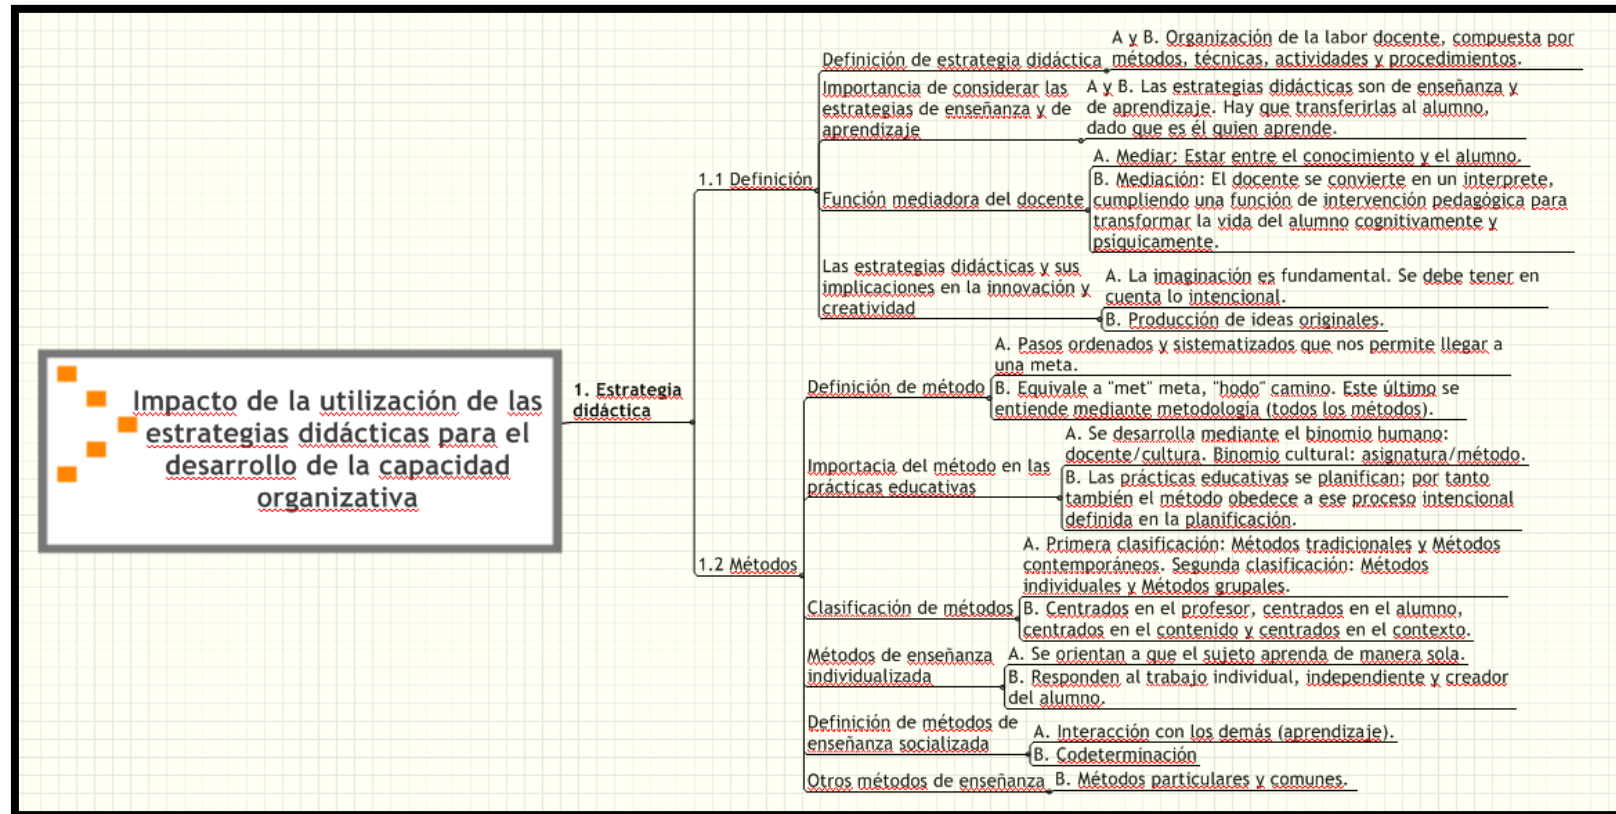 Impacto de la utilización de las
estrategias didácticas para el
desarrollo de la capacidad
organizativa
1. Estrategia
didáctica
1.1 Definición
Definición de estrategia didáctica
A y B. Organización de la labor docente, compuesta por
métodos, técnicas, actividades y procedimientos.
Importancia de considerar las
estrategias de enseñanza y de
aprendizaje
A y B. Las estrategias didácticas son de enseñanza y
de aprendizaje. Hay que transferirlas al alumno,
dado que es él quien aprende.
Función mediadora del docente
A. Mediar: Estar entre el conocimiento y el alumno.
B. Mediación: El docente se convierte en un interprete,
cumpliendo una función de intervención pedagógica para
transformar la vida del alumno cognitivamente y
psíquicamente.
Las estrategias didácticas y sus
implicaciones en la innovación y
creatividad
A. La imaginación es fundamental. Se debe tener en
cuenta lo intencional.
B. Producción de ideas originales.
1.2 Métodos
Definición de método
A. Pasos ordenados y sistematizados que nos permite llegar a
una meta.
B. Equivale a "met" meta, "hodo" camino. Este último se
entiende mediante metodología (todos los métodos).
Importacia del método en las
prácticas educativas
A. Se desarrolla mediante el binomio humano:
docente/cultura. Binomio cultural: asignatura/método.
B. Las prácticas educativas se planifican; por tanto
también el método obedece a ese proceso intencional
definida en la planificación.
Clasificación de métodos
A. Primera clasificación: Métodos tradicionales y Métodos
contemporáneos. Segunda clasificación: Métodos
individuales y Métodos grupales.
B. Centrados en el profesor, centrados en el alumno,
centrados en el contenido y centrados en el contexto.
Métodos de enseñanza
individualizada
A. Se orientan a que el sujeto aprenda de manera sola.
B. Responden al trabajo individual, independiente y creador
del alumno.
Definición de métodos de
enseñanza socializada
A. Interacción con los demás (aprendizaje).
B. Codeterminación
Otros métodos de enseñanza
B. Métodos particulares y comunes.